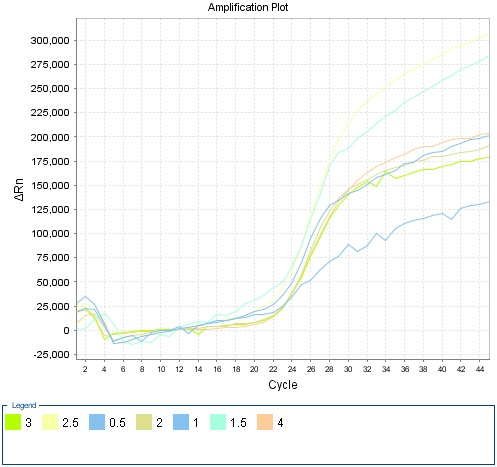 Amplification Plot
300,000
275,000
250,000
225,000
200,000
175,000
150,000
125,000
100,000
75,000
50,000
25,000
0
-25,000
ΔRn
2 4 6 8 10 12 14 16 18 20 22 24 26 28 30 32 34 36 38 40 42 44
Cycle
Legend
3 2.5 0.5 2 1 1.5 4